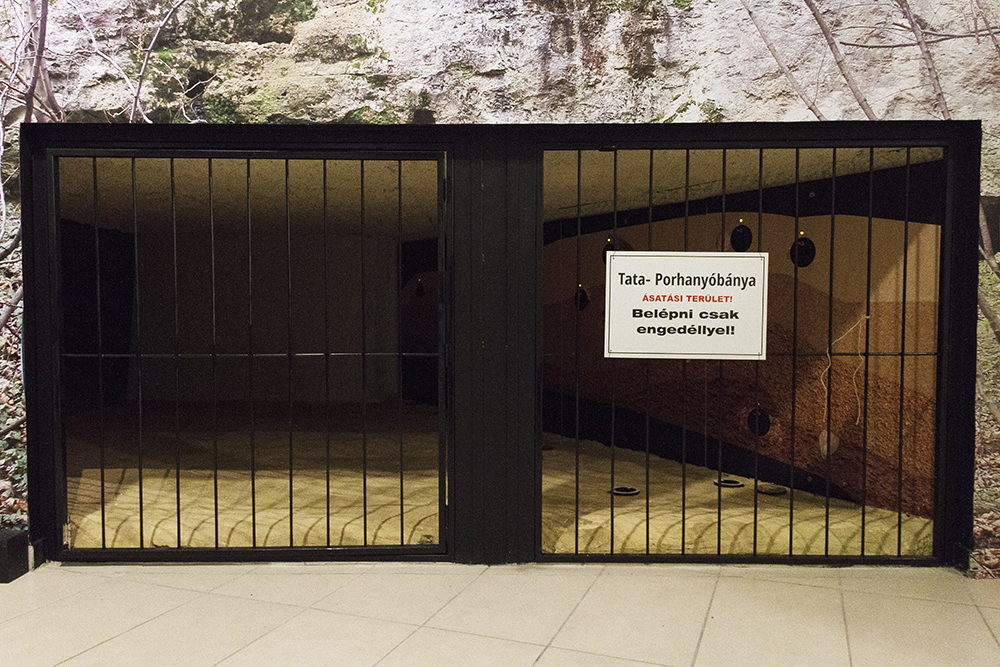 Tata- Porhanyóbánya
ÁSATÁSI TERÜLET!
Belépni csak
engedéllyel!